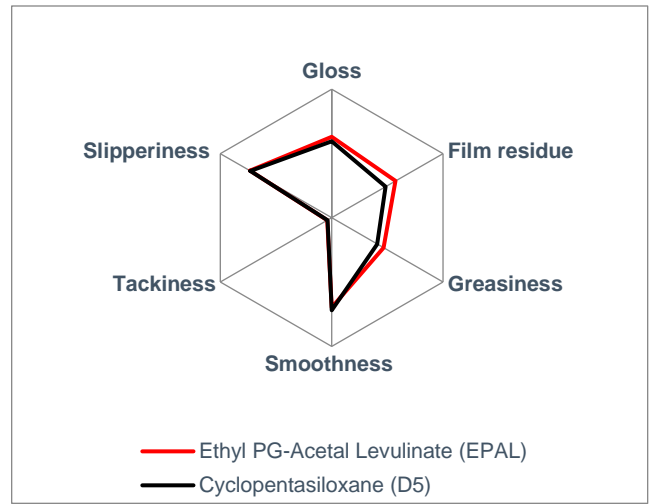 Gloss
Slipperiness
Film residue
Tackiness
Greasiness
Smoothness
Ethyl PG-Acetal Levulinate (EPAL)
Cyclopentasiloxane (D5)